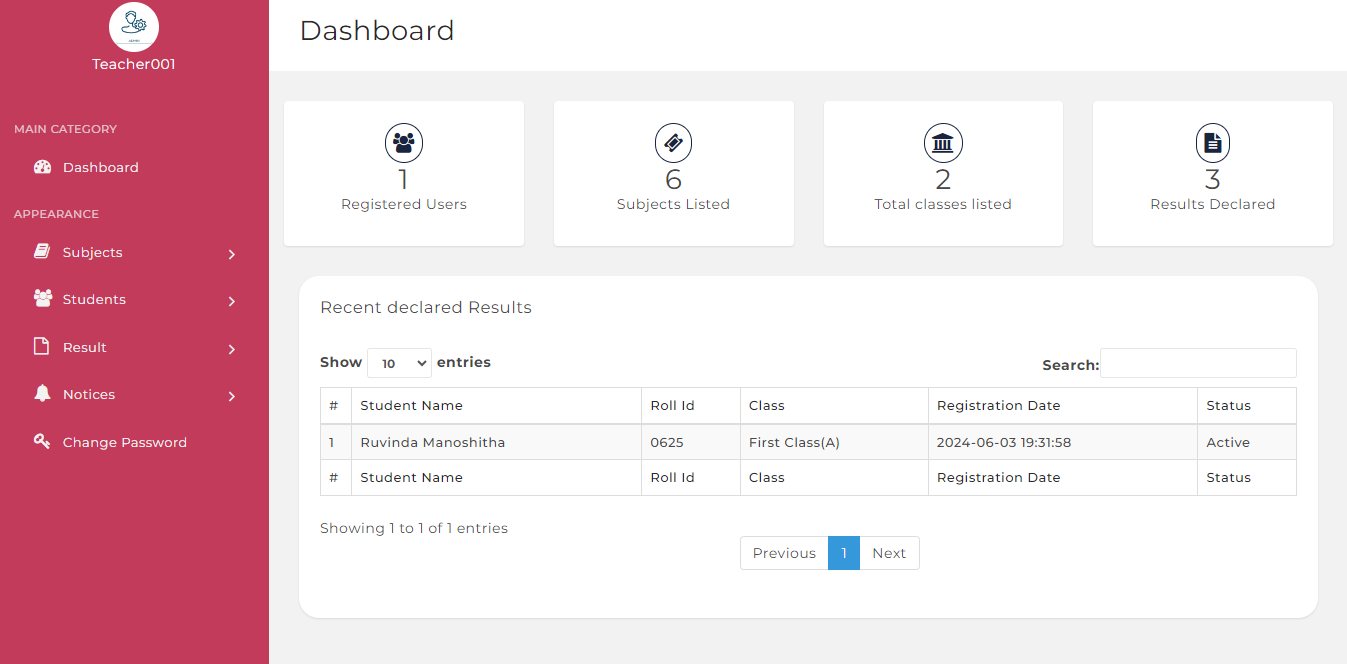 Dashboard
Teacher001
MAIN CATEGORY
Dashboard
APPEARANCE
Subjects
Students
Result
Notices
Change Password
1
Registered Users
6
Subjects Listed
2
Total classes listed
3
Results Declared
Recent declared Results
Show 10 entries
Search:
# Student Name Roll Id Class Registration Date Status
1 Ruvinda Manoshitha 0625 First Class(A) 2024-06-03 19:31:58 Active
# Student Name Roll Id Class Registration Date Status
Showing 1 to 1 of 1 entries
Previous 1 Next